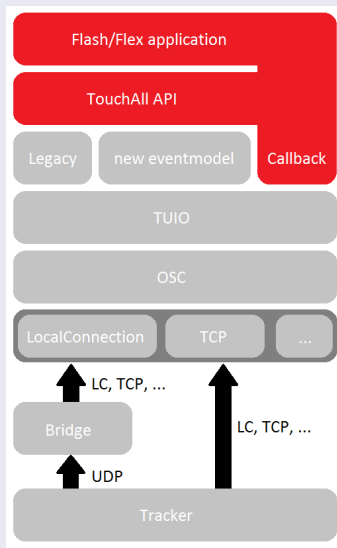 Flash/Flex application
TouchAll API
Legacy
new eventmodel
Callback
TUIO
OSC
LocalConnection
TCP
...
LC, TCP, ...
Bridge
LC, TCP, ...
UDP
Tracker